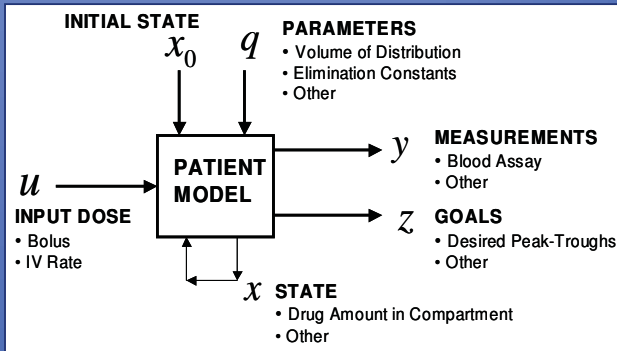 INITIAL STATE
x0
q
PARAMETERS
• Volume of Distribution
• Elimination Constants
• Other
PATIENT
MODEL
u
INPUT DOSE
• Bolus
• IV Rate
y
MEASUREMENTS
• Blood Assay
• Other
z
GOALS
• Desired Peak-Troughs
• Other
x
STATE
• Drug Amount in Compartment
• Other